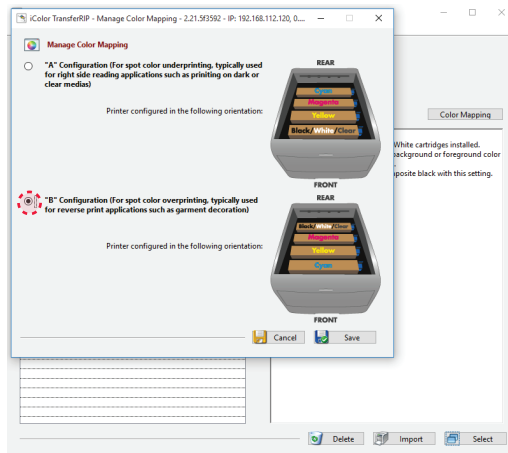 iColor TransferRIP - Manage Color Mapping - 2.21.5f3592 - IP: 192.168.112.120, 0....
Manage Color Mapping
"A" Configuration (For spot color underprinting, typically used
for right side reading applications such as priniting on dark or
clear medias)
Printer configured in the following orientation:
REAR
Cyan
Magenta
Yellow
Black/White/Clear
FRONT
"B" Configuration (For spot color overprinting, typically used
for reverse print applications such as garment decoration)
Printer configured in the following orientation:
REAR
Black/White/Clear
Magenta
Yellow
Cyan
FRONT
Cancel
Save
Color Mapping
White cartridges installed.
background or foreground color
posite black with this setting.
Delete
Import
Select